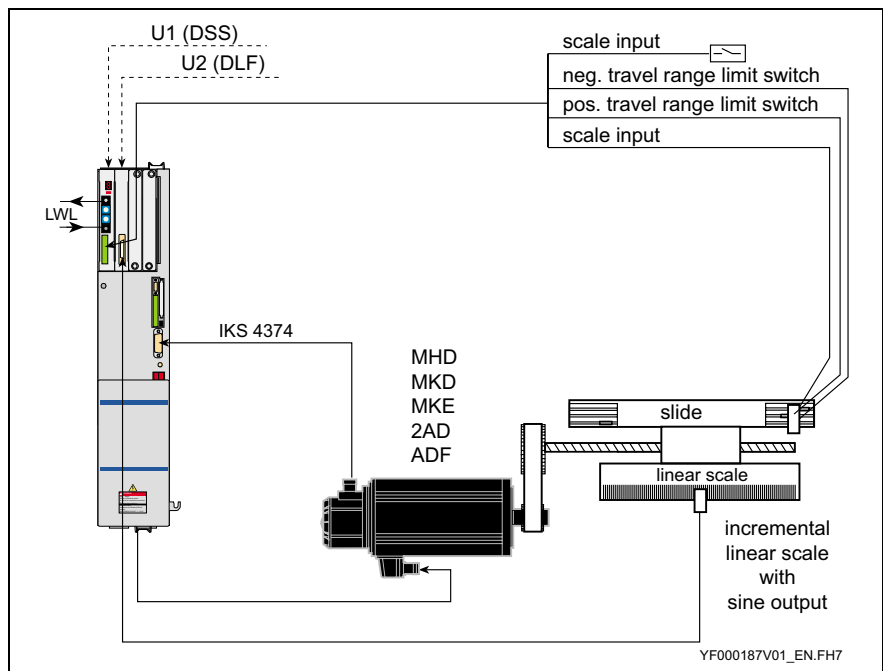 U1 (DSS)
U2 (DLF)
scale input
neg. travel range limit switch
pos. travel range limit switch
scale input
LWL
IKS 4374
MHD
MKD
MKE
2AD
ADF
slide
linear scale
incremental
linear scale
with
sine output
YF000187V01_EN.FH7